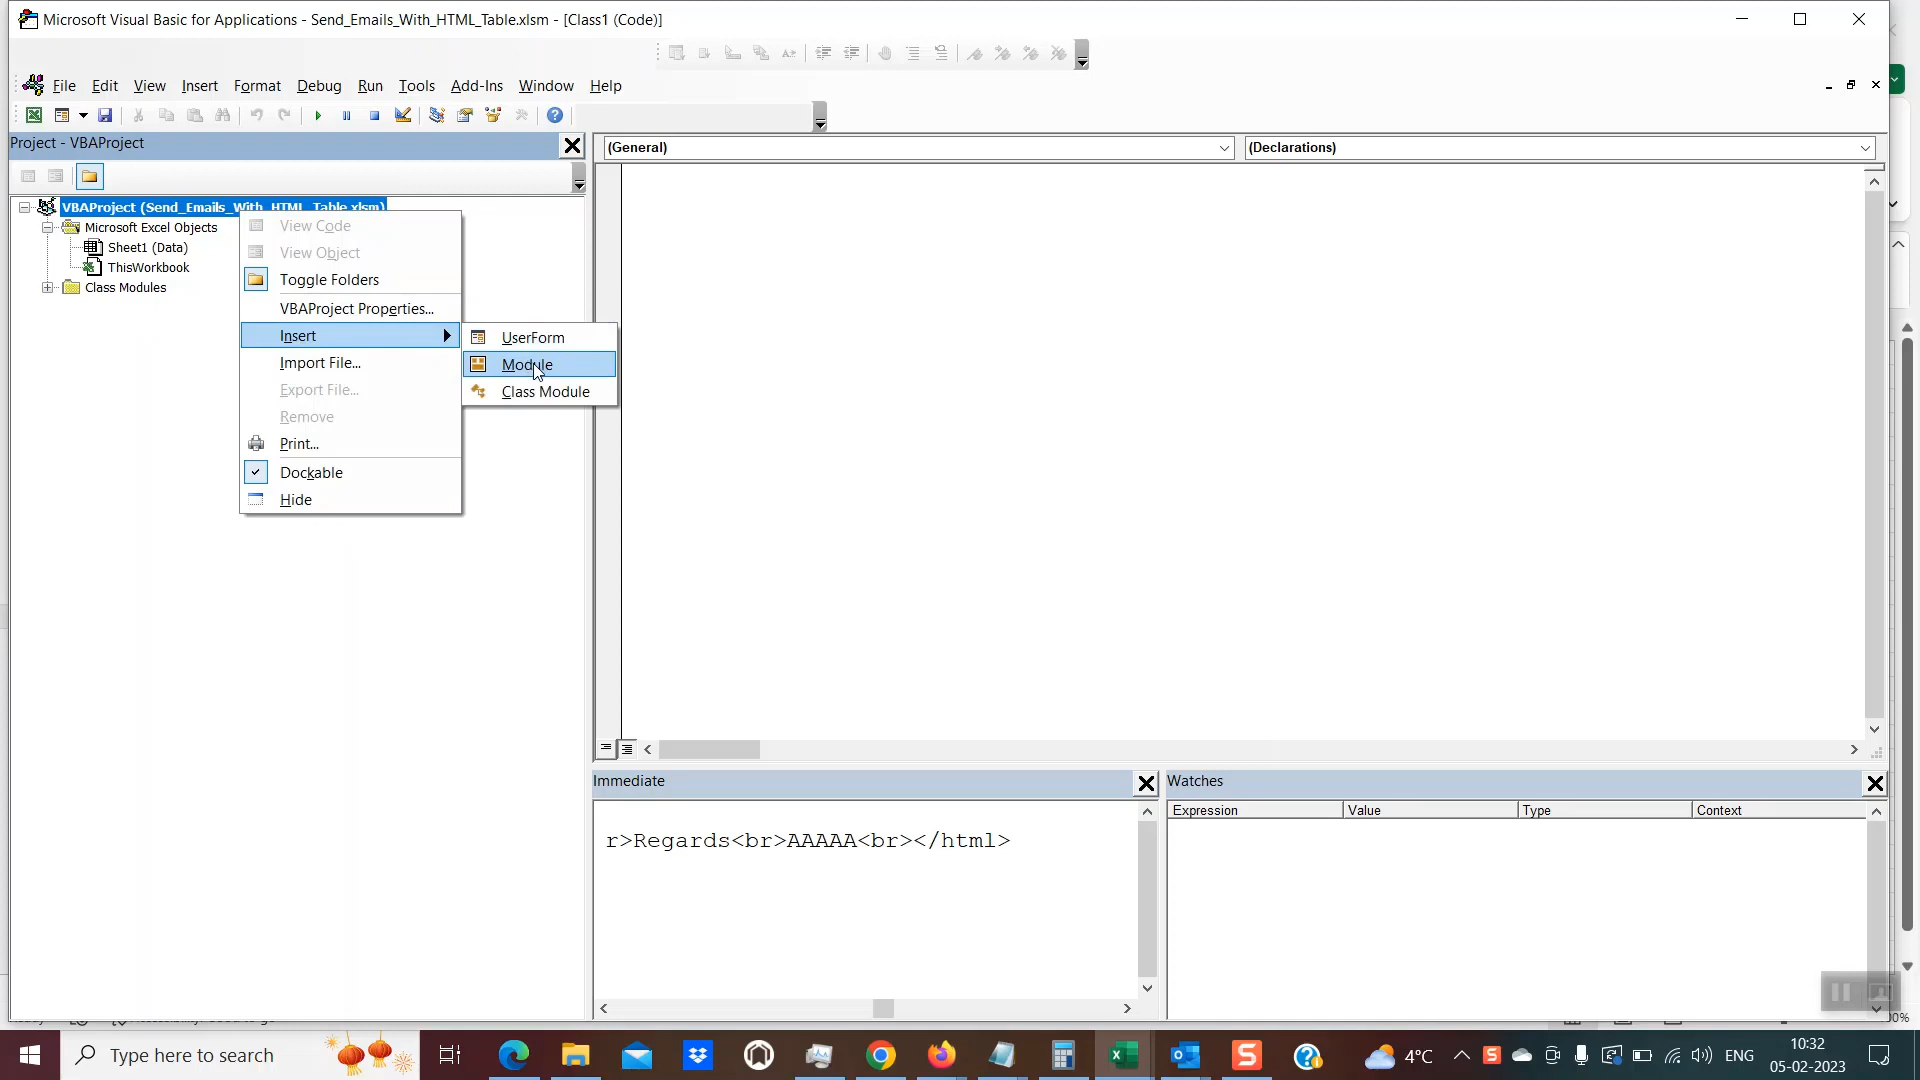 Microsoft Visual Basic for Applications - Send_Emails_With_HTML_Table.xlsm - [Class1 (Code)]
File Edit View Insert Format Debug Run Tools Add-Ins Window Help
Project - VBAProject
(General)
(Declarations)
VBAProject (Send_Emails_With_HTML_Table.xlsm)
Microsoft Excel Objects
Sheet1 (Data)
ThisWorkbook
Class Modules
View Code
View Object
Toggle Folders
VBAProject Properties...
Insert
Import File...
Export File...
Remove
Print...
Dockable
Hide
UserForm
Module
Class Module
Immediate
r>Regards<br>AAAAA<br></html>
Watches
Expression Value Type Context
Type here to search
4°C
ENG
10:32
05-02-2023